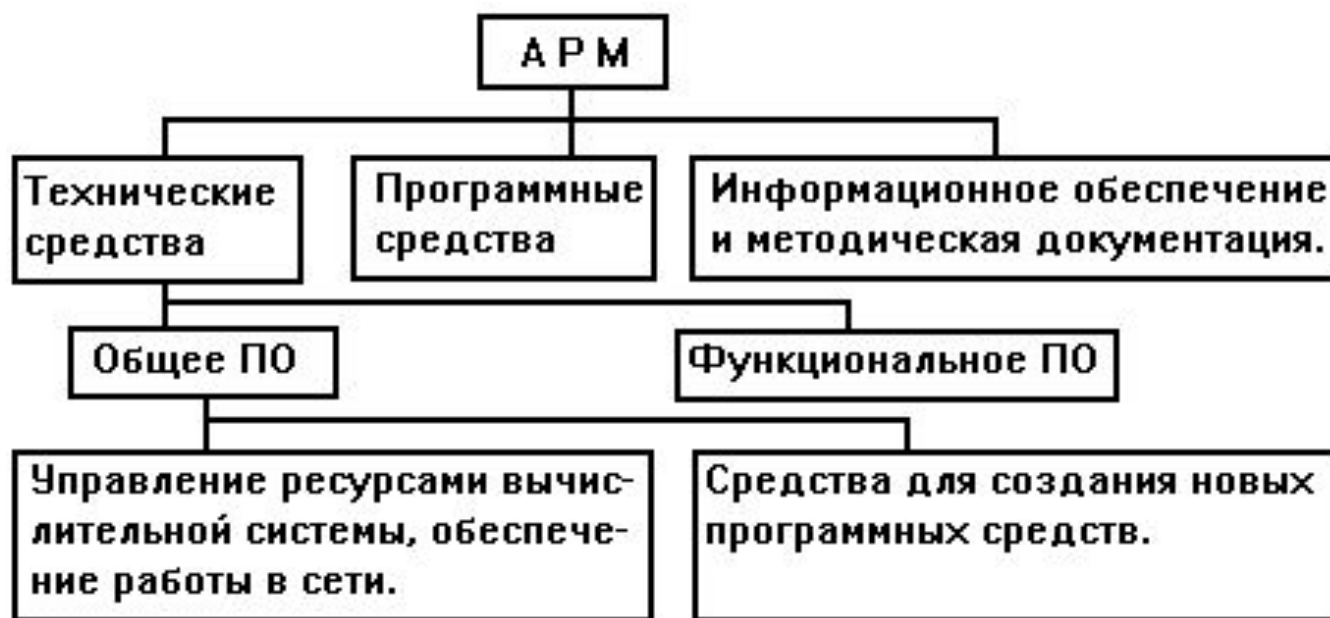 А Р М
Технические
средства
Программные
средства
Информационное обеспечение
и методическая документация.
Общее ПО
Функциональное ПО
Управление ресурсами вычис-
лительной системы, обеспече-
ние работы в сети.
Средства для создания новых
программных средств.